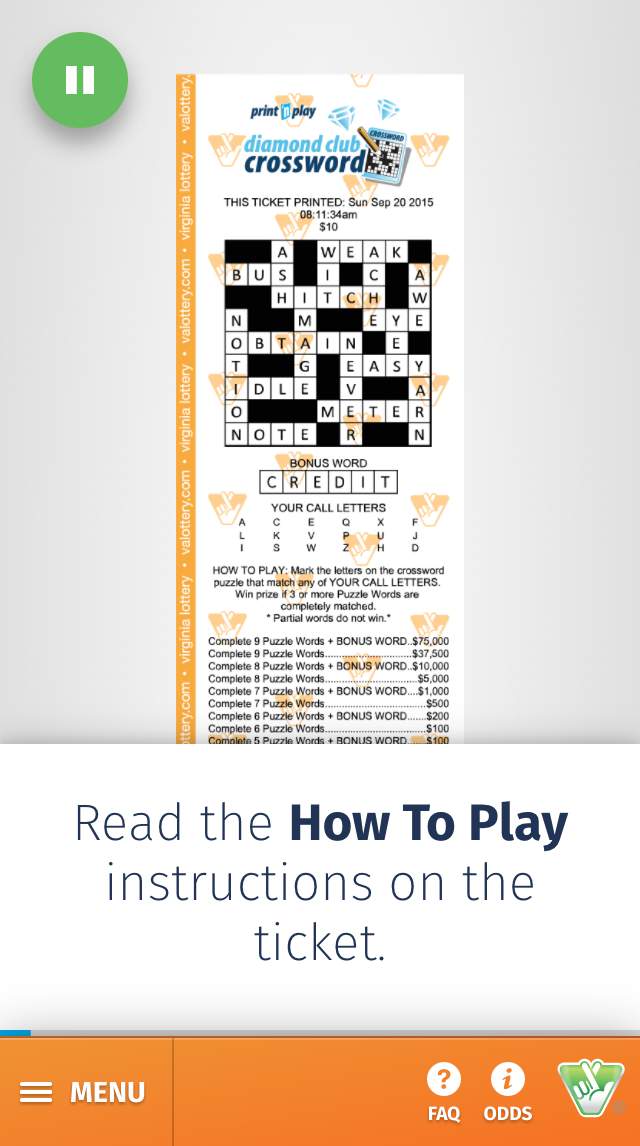 print 'n play
diamond club
crossword
CROSSWORD
THIS TICKET PRINTED: Sun Sep 20 2015
08:11:34am
$10
A W E A K
B U S I C A
H I T C H W
N M E Y E
O B T A I N E
T G E A S Y
I D L E V A
O M E T E R R
N O T E R N
BONUS WORD
C R E D I T
YOUR CALL LETTERS
A C E Q X F
L K V P U J
I S W Z H D
HOW TO PLAY: Mark the letters on the crossword
puzzle that match any of YOUR CALL LETTERS.
Win prize if 3 or more Puzzle Words are
completely matched.
* Partial words do not win.*
Complete 9 Puzzle Words + BONUS WORD..$75,000
Complete 9 Puzzle Words............................$37,500
Complete 8 Puzzle Words + BONUS WORD..$10,000
Complete 8 Puzzle Words..............................$5,000
Complete 7 Puzzle Words + BONUS WORD....$1,000
Complete 7 Puzzle Words.................................$500
Complete 6 Puzzle Words + BONUS WORD......$200
Complete 6 Puzzle Words.................................$100
Complete 5 Puzzle Words + BONUS WORD......$100
ttery.com • virginia lottery • valottery.com • virginia lottery • valottery.com • virginia lottery • valottery.
Read the How To Play
instructions on the
ticket.
MENU
?
FAQ
i
ODDS